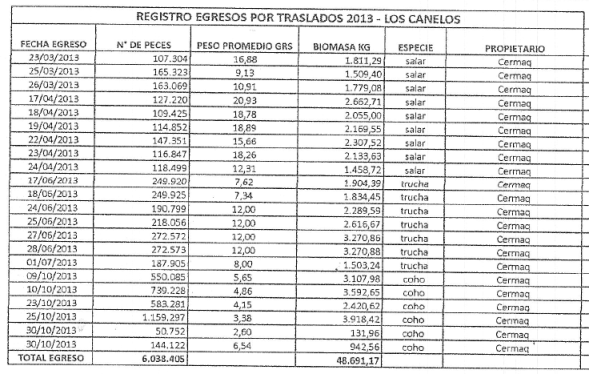 REGISTRO EGRESOS POR TRASLADOS 2013 - LOS CANELOS
FECHA EGRESO N° DE PECES PESO PROMEDIO GRS BIOMASA KG ESPECIE PROPIETARIO
23/03/2013 107.304 16,88 1.811,29 salar Cermaq
25/03/2013 165.323 9,13 1.509,40 salar Cermaq
26/03/2013 163.069 10,91 1.779,08 salar Cermaq
17/04/2013 127.220 20,93 2.662,71 salar Cermaq
18/04/2013 109.425 18,78 2.055,00 salar Cermaq
19/04/2013 114.852 18,89 2.169,55 salar Cermaq
22/04/2013 147.351 15,66 2.307,52 salar Cermaq
23/04/2013 116.847 18,26 2.133,63 salar Cermaq
24/04/2013 118.499 12,31 1.458,72 salar Cermaq
17/06/2013 249.920 7,62 1.904,39 trucha Cermaq
18/06/2013 249.925 7,34 1.834,45 trucha Cermaq
24/06/2013 190.799 12,00 2.289,59 trucha Cermaq
25/06/2013 218.056 12,00 2.616,67 trucha Cermaq
27/06/2013 272.572 12,00 3.270,86 trucha Cermaq
28/06/2013 272.573 12,00 3.270,88 trucha Cermaq
01/07/2013 187.905 8,00 1.503,24 trucha Cermaq
09/10/2013 550.085 5,65 3.107,98 coho Cermaq
10/10/2013 739.228 4,86 3.592,65 coho Cermaq
23/10/2013 583.281 4,15 2.420,62 coho Cermaq
25/10/2013 1.159.297 3,38 3.918,42 coho Cermaq
30/10/2013 50.752 2,60 131,96 coho Cermaq
30/10/2013 144.122 6,54 942,56 coho Cermaq
TOTAL EGRESO 6.038.405 48.691,17